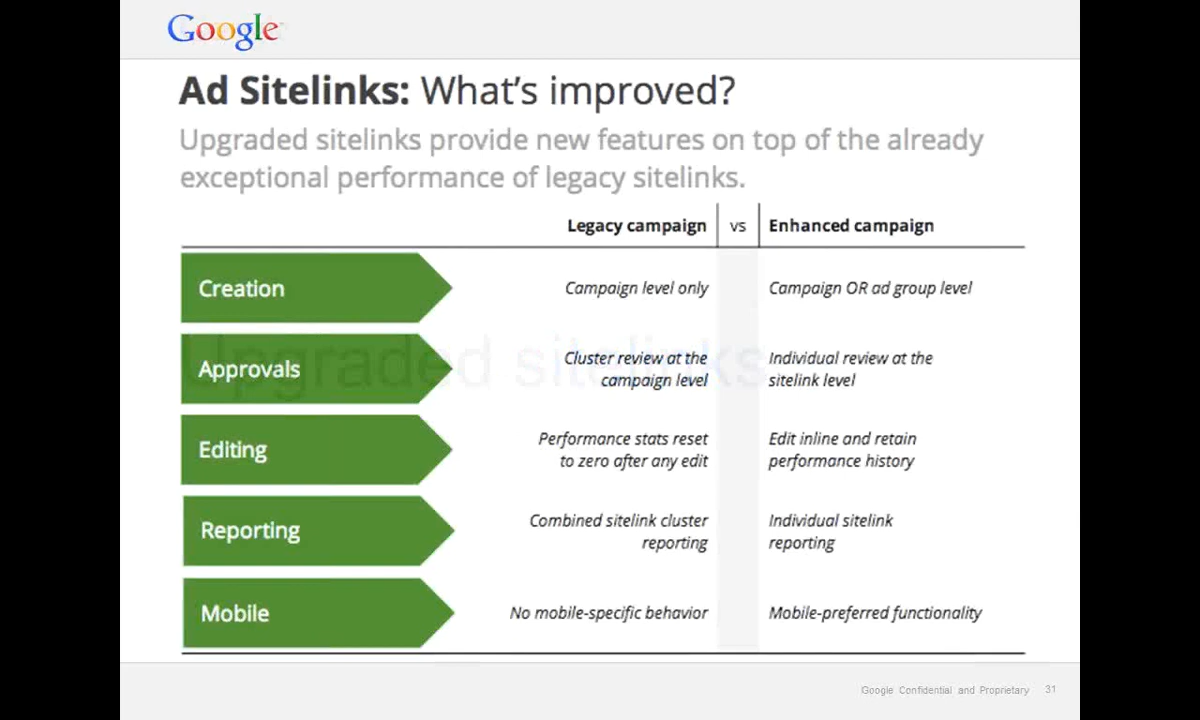 Google
Ad Sitelinks: What's improved?
Upgraded sitelinks provide new features on top of the already
exceptional performance of legacy sitelinks.
Legacy campaign vs Enhanced campaign
Creation Campaign level only Campaign OR ad group level
Upgraded sitelinks
Approvals
Cluster review at the
campaign level
Individual review at the
sitelink level
Editing
Performance stats reset
to zero after any edit
Edit inline and retain
performance history
Reporting
Combined sitelink cluster
reporting
Individual sitelink
reporting
Mobile No mobile-specific behavior Mobile-preferred functionality
Google Confidential and Proprietary 31